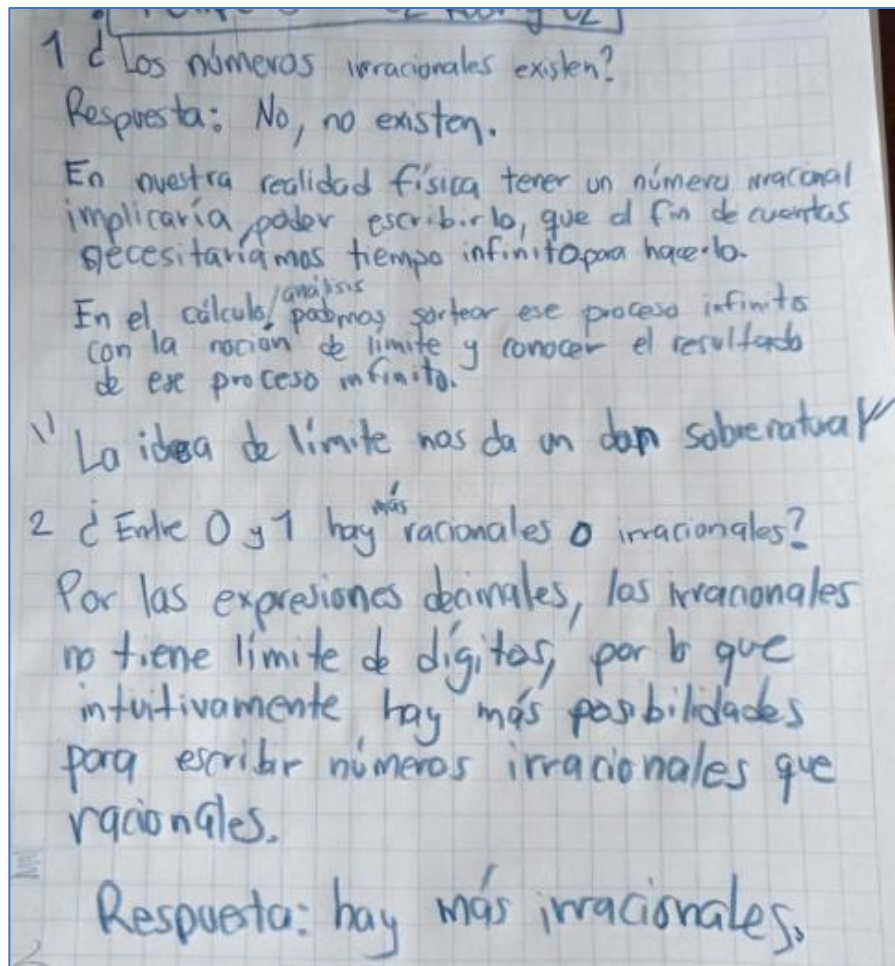 1 ¿Los números irracionales existen?
Respuesta: No, no existen.
En nuestra realidad física tener un número irracional
implicaría, poder escribirlo, que al fin de cuentas
necesitaríamos tiempo infinito para hacerlo.
En el cálculo/análisis podmos sortear ese proceso infinito
con la noción de límite y conocer el resultado
de ese proceso infinito.
"La idea de límite nos da un don sobrenatural"
2 ¿Entre 0 y 1 hay más racionales o irracionales?
Por las expresiones decimales, los irracionales
no tiene límite de dígitos, por lo que
intuitivamente hay más posibilidades
para escribir números irracionales que
racionales.
Respuesta: hay más irracionales.